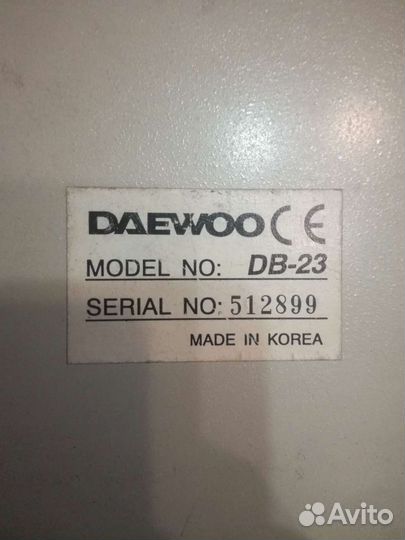 DAEWOO CE
MODEL NO: DB-23
SERIAL NO: 512899
MADE IN KOREA
Avito